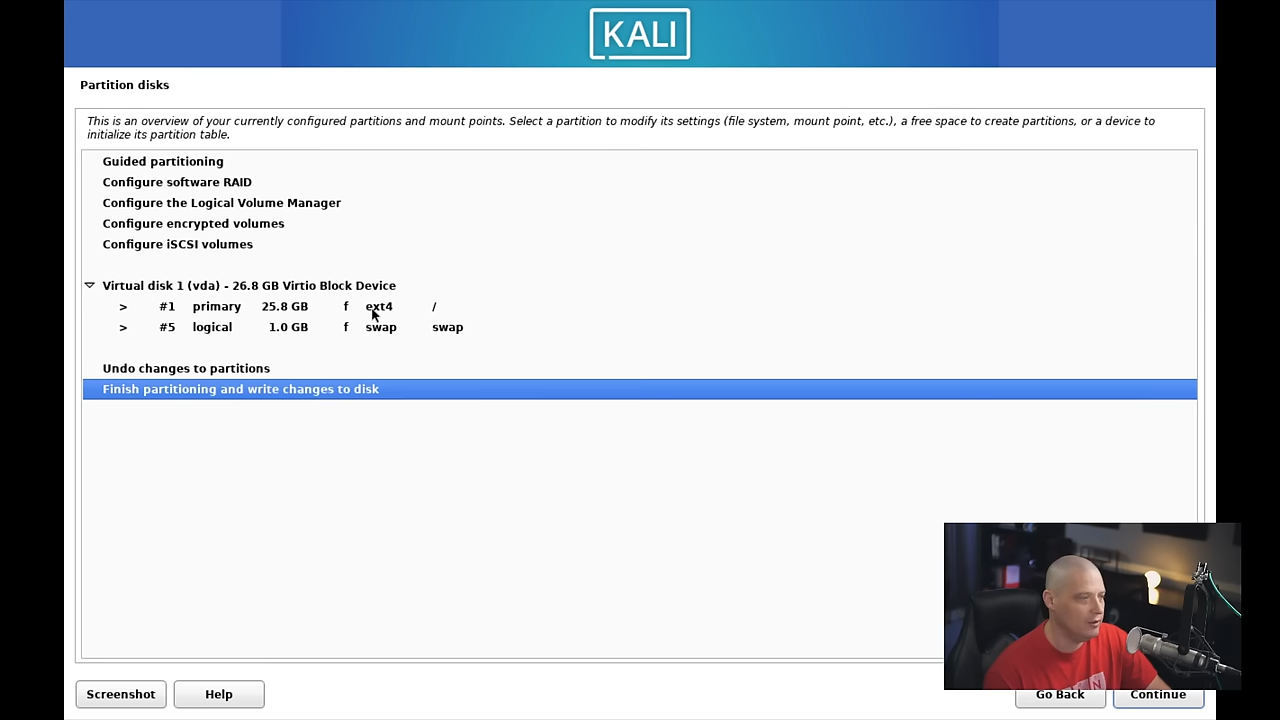 KALI
Partition disks
This is an overview of your currently configured partitions and mount points. Select a partition to modify its settings (file system, mount point, etc.), a free space to create partitions, or a device to
initialize its partition table.
Guided partitioning
Configure software RAID
Configure the Logical Volume Manager
Configure encrypted volumes
Configure iSCSI volumes
Virtual disk 1 (vda) - 26.8 GB Virtio Block Device
> #1 primary 25.8 GB f ext4 /
> #5 logical 1.0 GB f swap swap
Undo changes to partitions
Finish partitioning and write changes to disk
Screenshot Help Go Back Continue